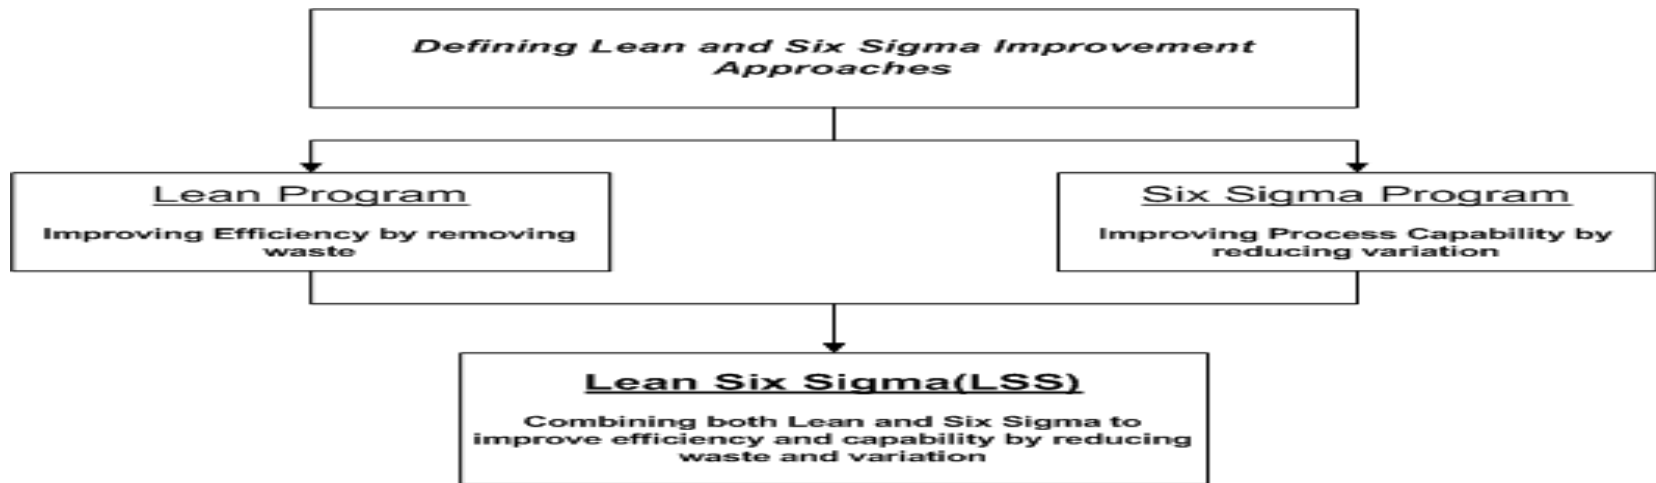 Defining Lean and Six Sigma Improvement
Approaches
Lean Program
Improving Efficiency by removing
waste
Six Sigma Program
Improving Process Capability by
reducing variation
Lean Six Sigma(LSS)
Combining both Lean and Six Sigma to
improve efficiency and capability by reducing
waste and variation